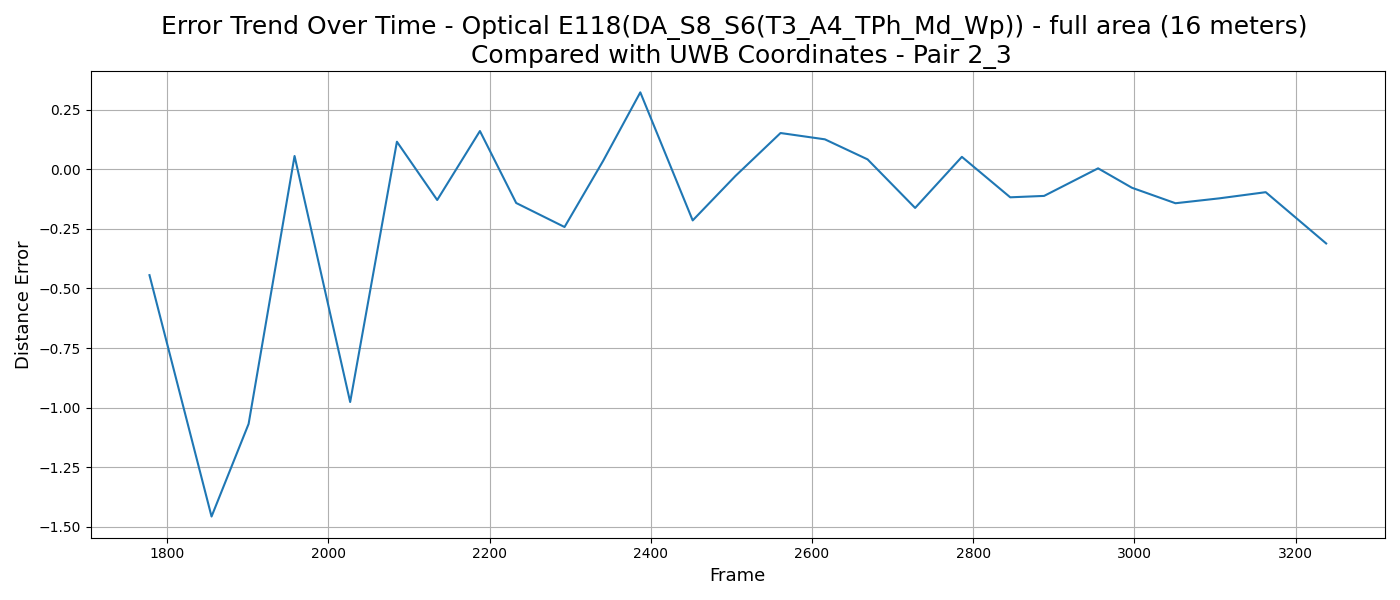 Error Trend Over Time - Optical E118(DA_S8_S6(T3_A4_TPh_Md_Wp)) - full area (16 meters)
Compared with UWB Coordinates - Pair 2_3
Distance Error
0.25
0.00
−0.25
−0.50
−0.75
−1.00
−1.25
−1.50
1800 2000 2200 2400 2600 2800 3000 3200
Frame